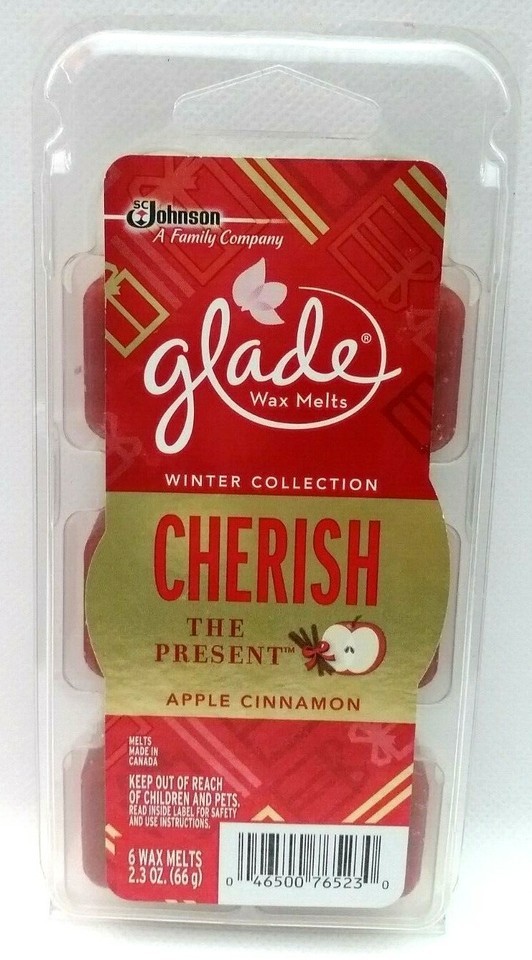 SC Johnson
A Family Company
glade®
Wax Melts
WINTER COLLECTION
CHERISH
THE
PRESENT™
APPLE CINNAMON
MELTS
MADE IN
CANADA
KEEP OUT OF REACH
OF CHILDREN AND PETS.
READ INSIDE LABEL FOR SAFETY
AND USE INSTRUCTIONS.
6 WAX MELTS
2.3 OZ. (66 g)
0 46500 76523 0